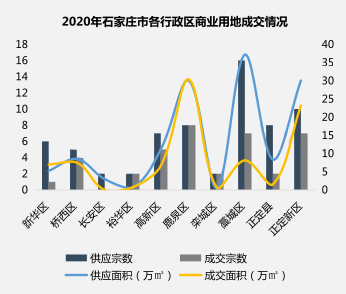 2020年石家庄市各行政区商业用地成交情况
18 40
16 35
14 30
12 25
10 20
8 15
6 10
4 5
2 0
0
新华区 桥西区 长安区 裕华区 高新区 鹿泉区 栾城区 藁城区 正定县 正定新区
供应宗数 成交宗数
供应面积（万㎡） 成交面积（万㎡）